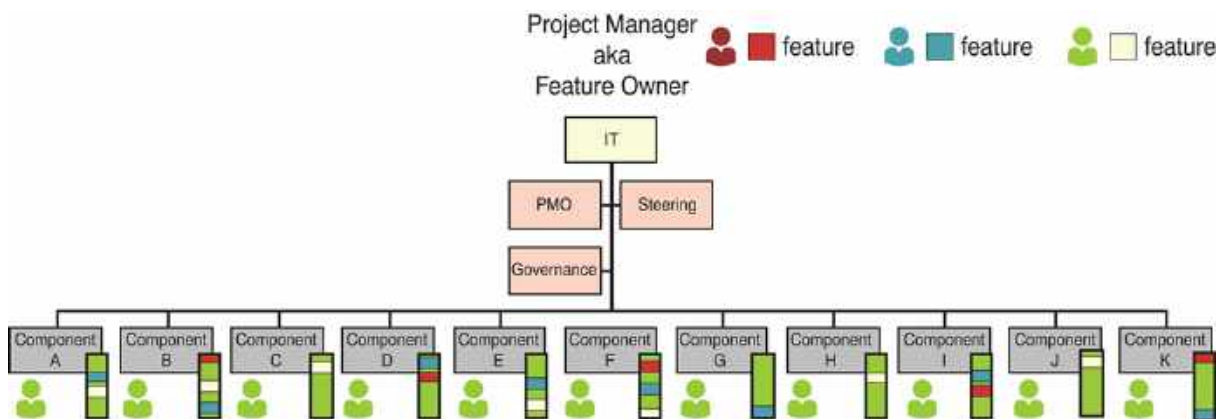 Project Manager
aka
Feature Owner
feature
feature
feature
IT
PMO
Steering
Governance
Component
A
Component
B
Component
C
Component
D
Component
E
Component
F
Component
G
Component
H
Component
I
Component
J
Component
K